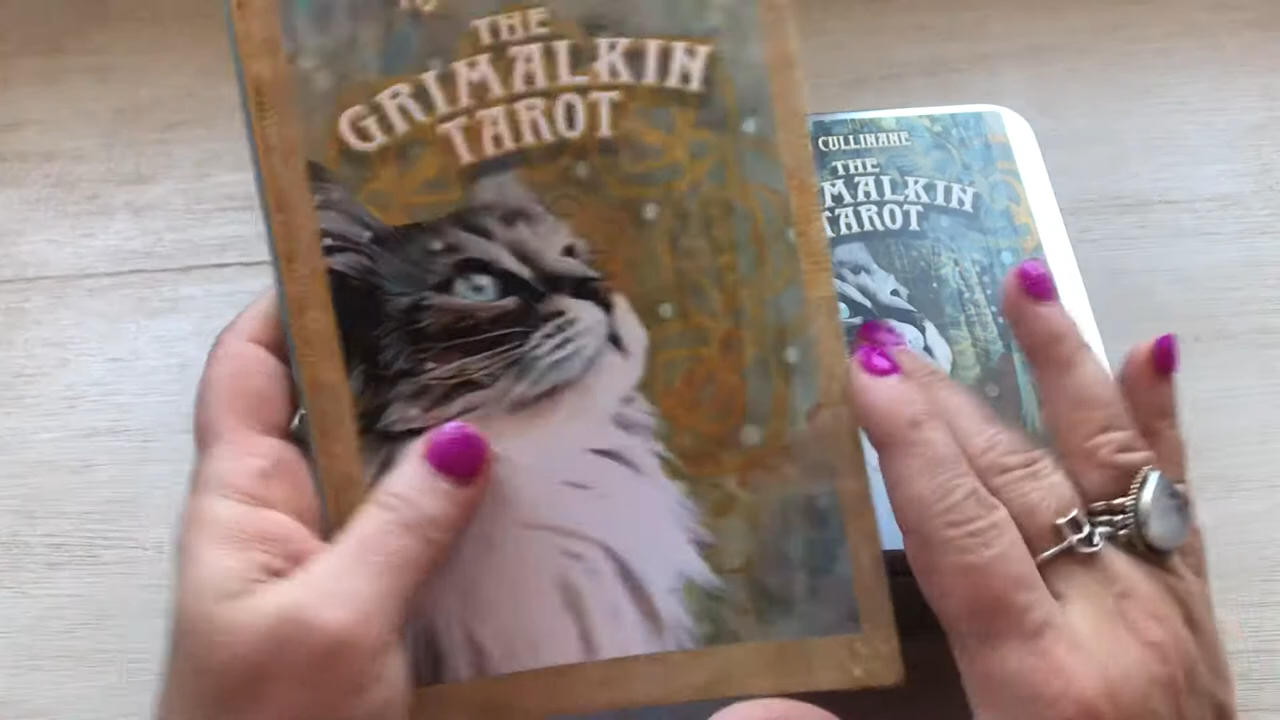 THE
GRIMALKIN
TAROT
CULLINANE
THE
MALKIN
TAROT